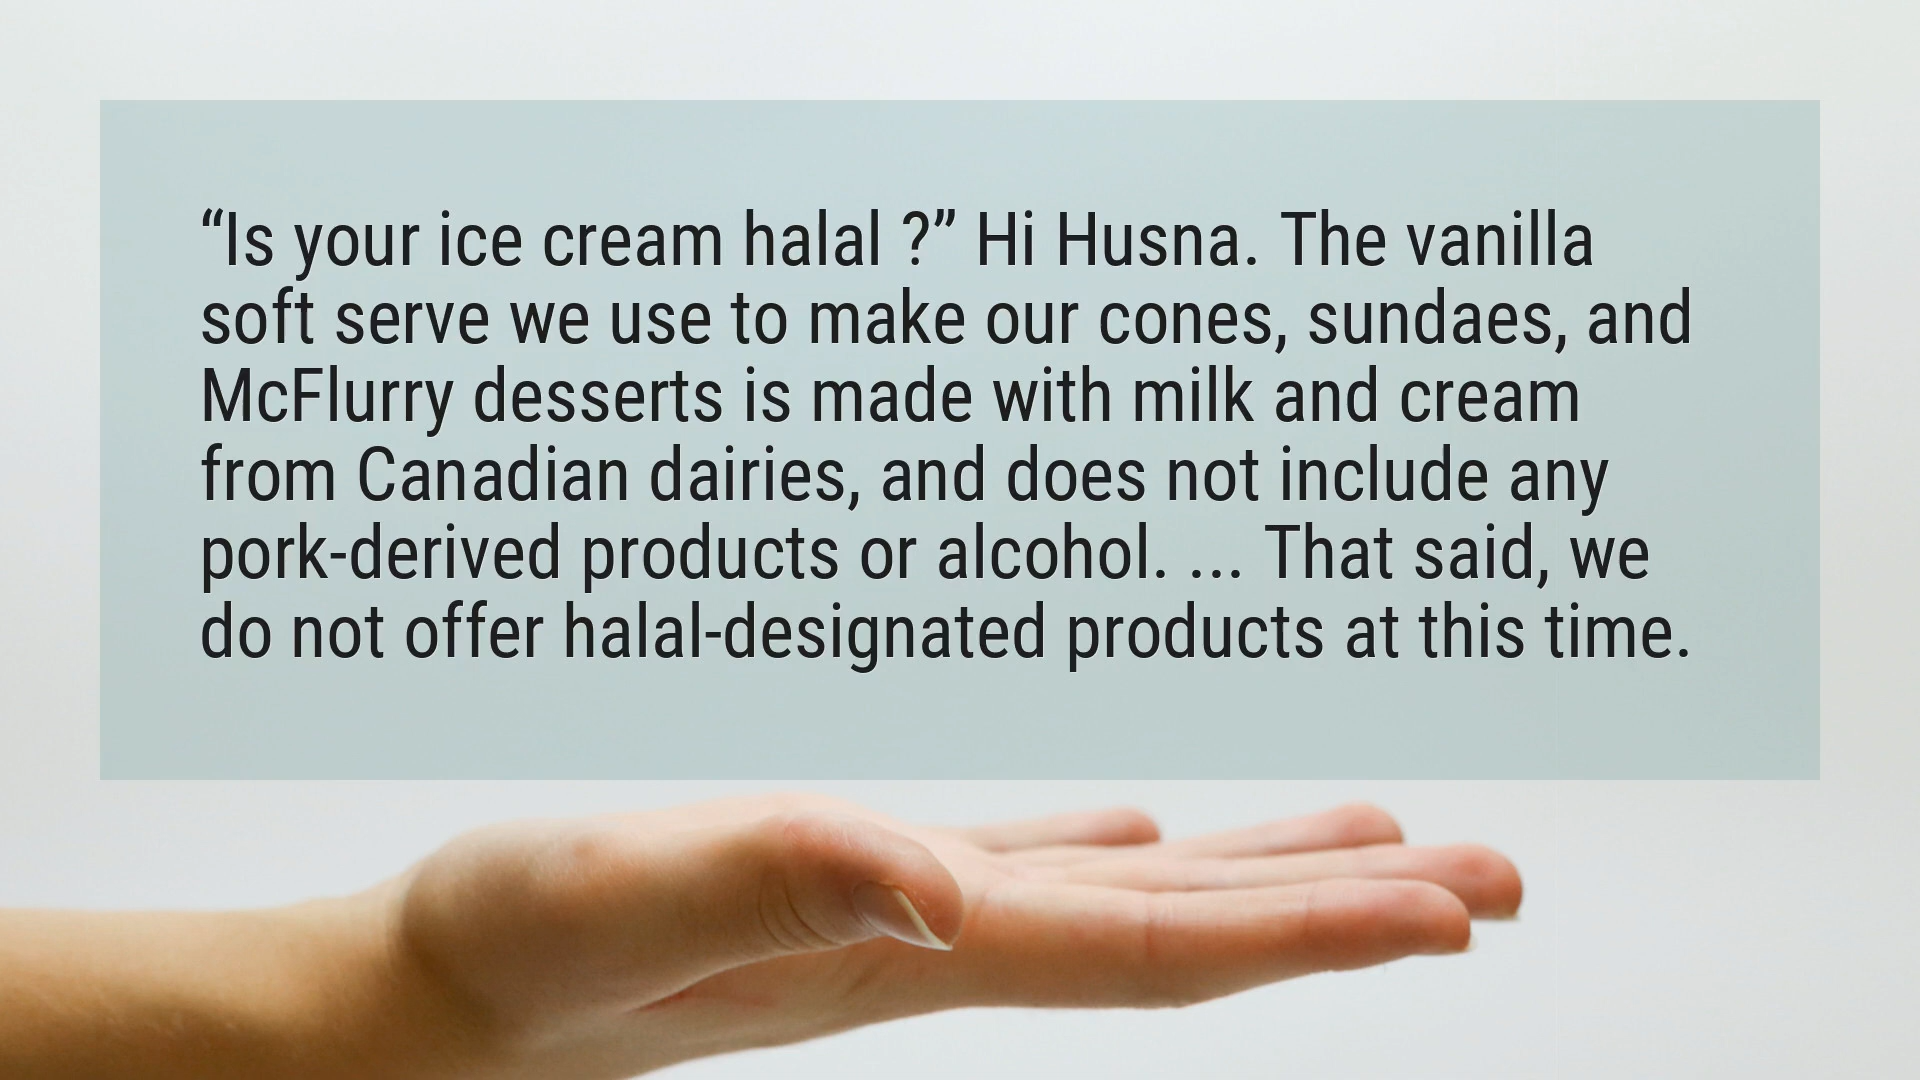 “Is your ice cream halal ?” Hi Husna. The vanilla
soft serve we use to make our cones, sundaes, and
McFlurry desserts is made with milk and cream
from Canadian dairies, and does not include any
pork-derived products or alcohol. ... That said, we
do not offer halal-designated products at this time.